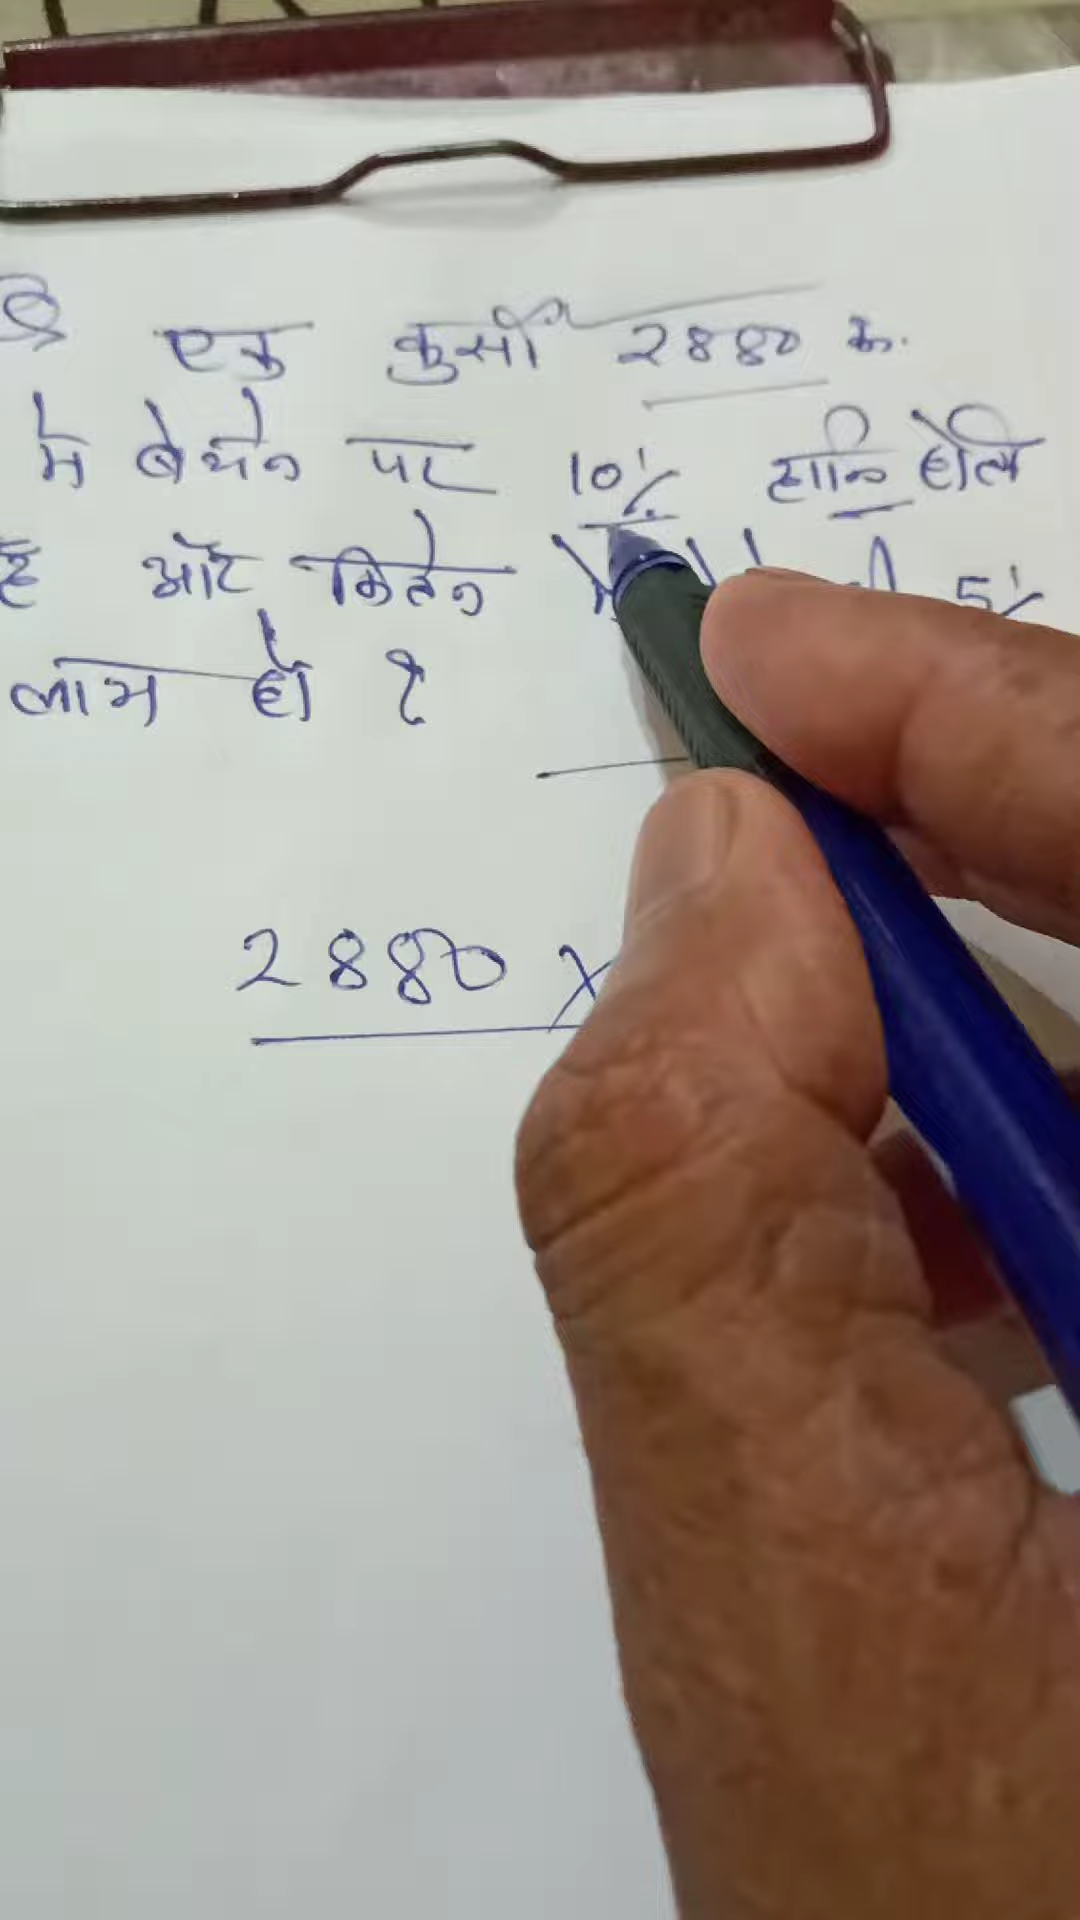 एक कुर्सी 2880 रू.
मे बेचने पर 10% हानि होती
है और कितने 5%
लाभ हो ?
2880 ×